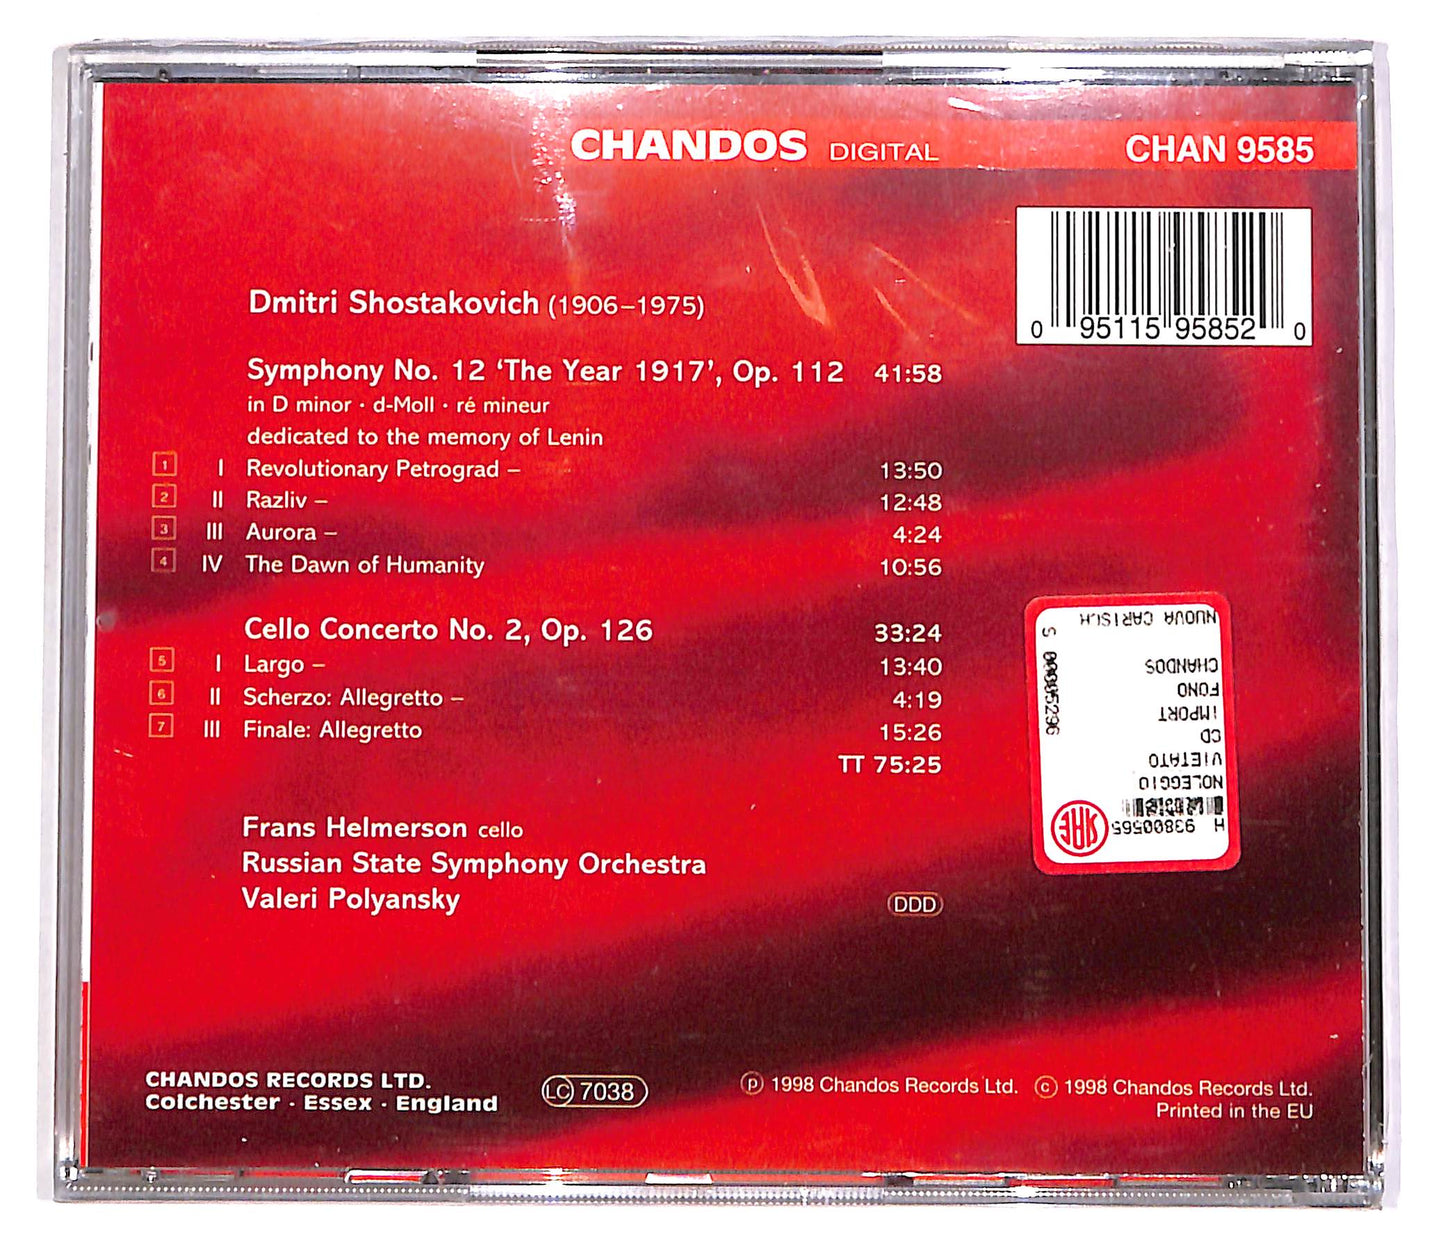 CHANDOS DIGITAL CHAN 9585
0 95115 95852 0
Dmitri Shostakovich (1906–1975)
Symphony No. 12 ‘The Year 1917’, Op. 112 41:58
in D minor · d-Moll · ré mineur
dedicated to the memory of Lenin
1 I Revolutionary Petrograd – 13:50
2 II Razliv – 12:48
3 III Aurora – 4:24
4 IV The Dawn of Humanity 10:56
Cello Concerto No. 2, Op. 126 33:24
5 I Largo – 13:40
6 II Scherzo: Allegretto – 4:19
7 III Finale: Allegretto 15:26
TT 75:25
Frans Helmerson cello
Russian State Symphony Orchestra
Valeri Polyansky
DDD
H 93800565
NOLEGGIO
VIETATO
CD
IMPORT
FONO
CHANDOS
NUOVA CARISCH
S 00005296
CHANDOS RECORDS LTD.
Colchester · Essex · England
LC 7038
℗ 1998 Chandos Records Ltd. © 1998 Chandos Records Ltd.
Printed in the EU